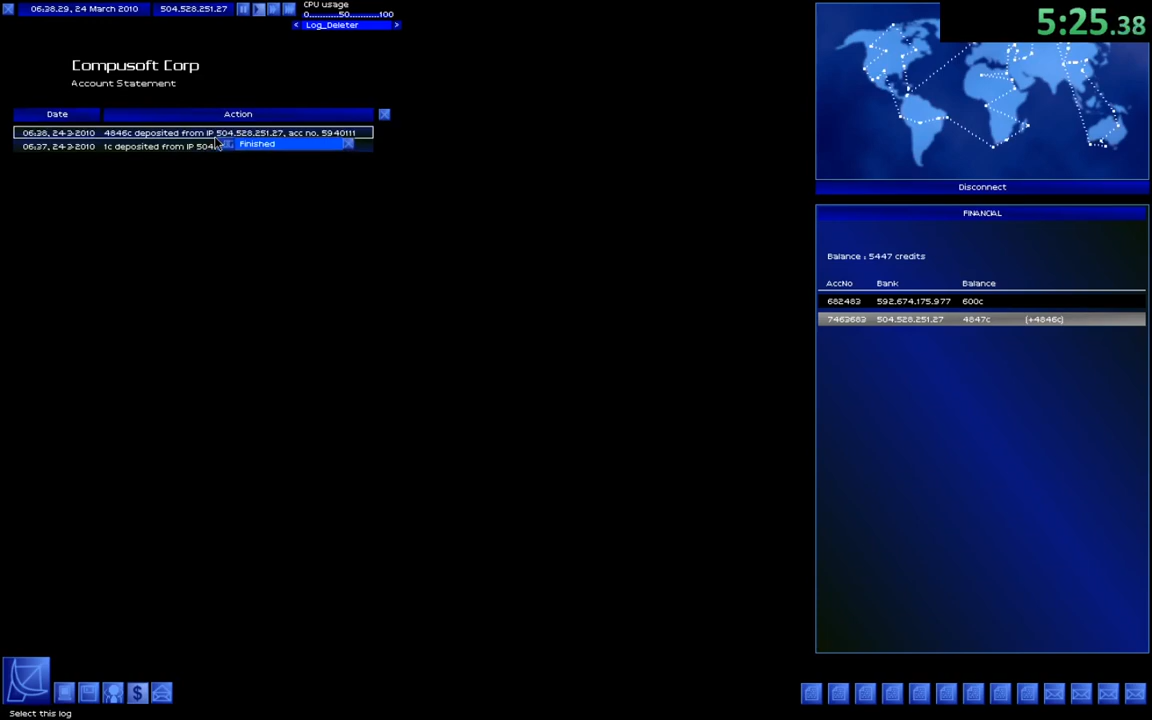 06:38.29, 24 March 2010
504.528.251.27
CPU usage
0..........50..........100
< Log_Deleter >
5:25.38
Compusoft Corp
Account Statement
Date
Action
06:38, 24-3-2010 4846c deposited from IP 504.528.251.27, acc no. 5940111
06:37, 24-3-2010 1c deposited from IP 504.
Finished
Disconnect
FINANCIAL
Balance : 5447 credits
AccNo Bank Balance
682483 592.674.175.977 600c
7463683 504.528.251.27 4847c (+4846c)
$
Select this log